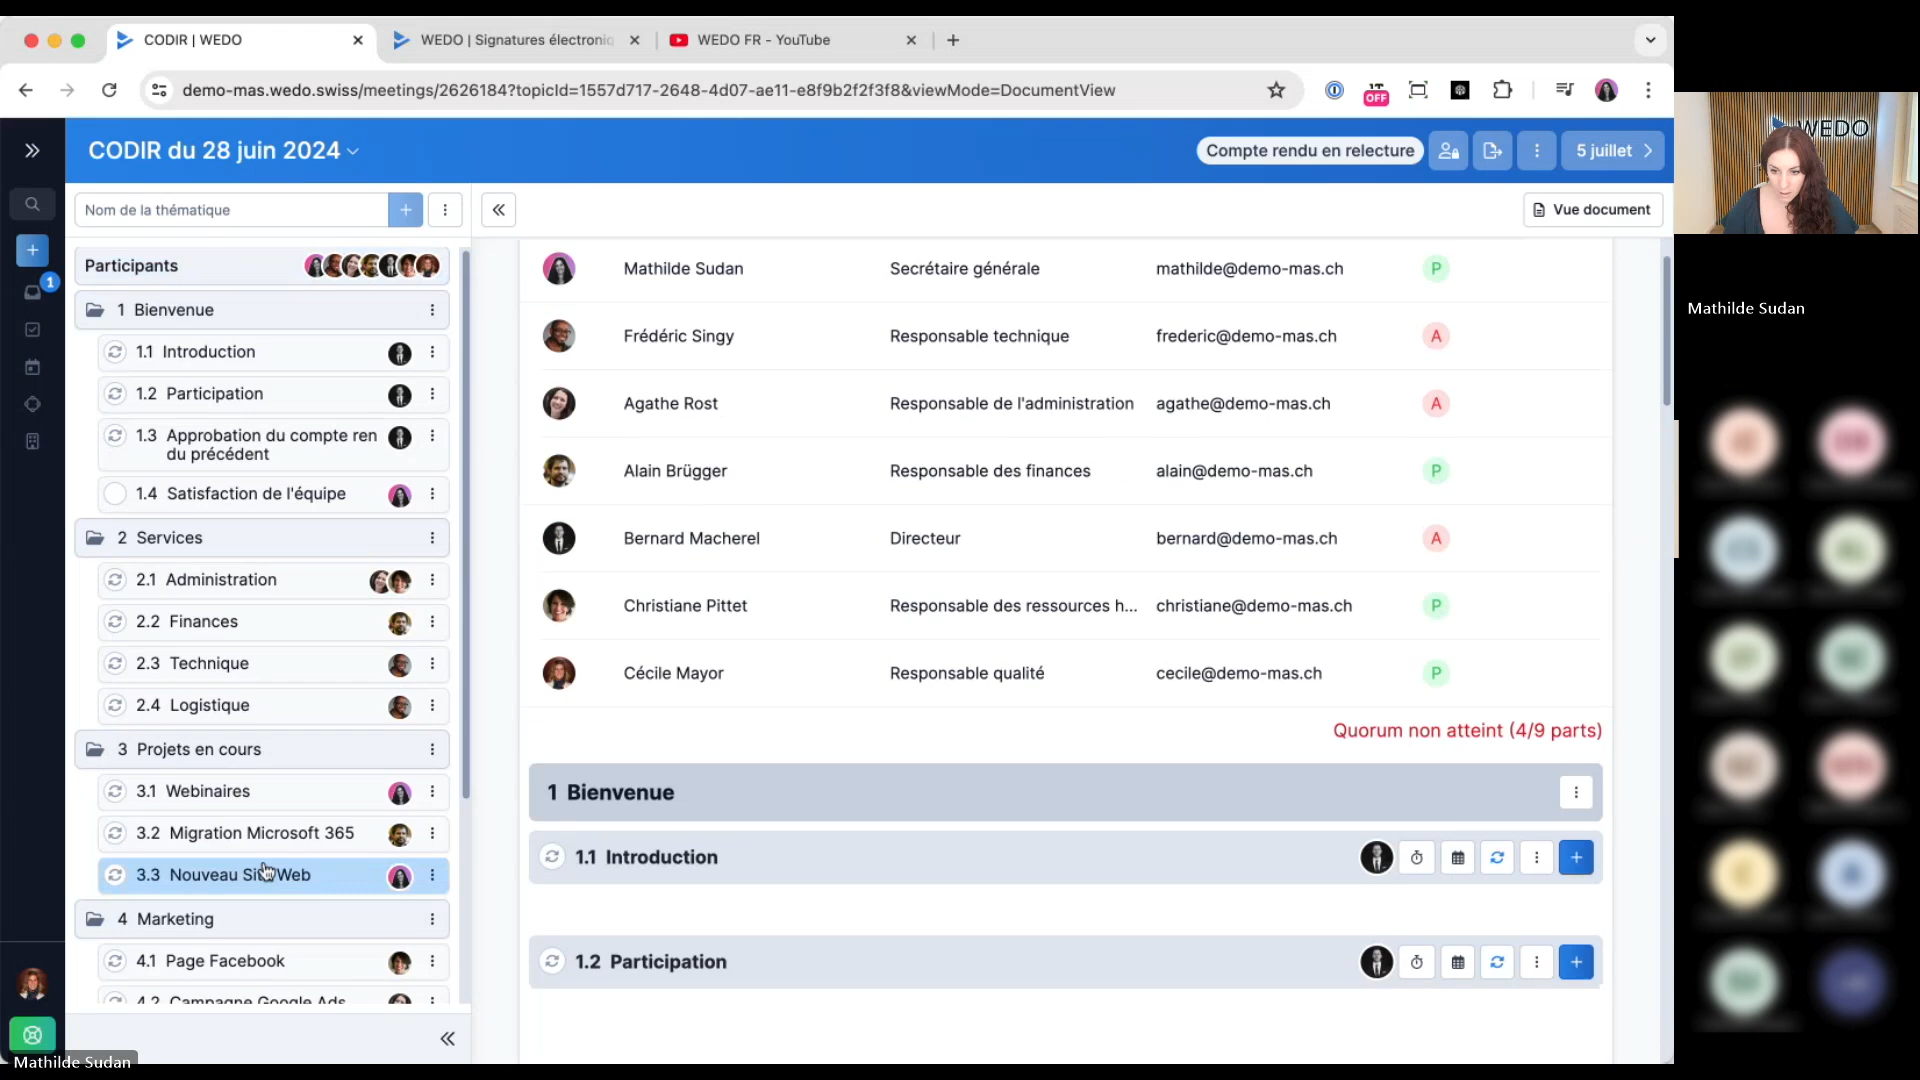 CODIR | WEDO
WEDO | Signatures électroniq
WEDO FR - YouTube
demo-mas.wedo.swiss/meetings/2626184?topicId=1557d717-2648-4d07-ae11-e8f9b2f2f3f8&viewMode=DocumentView
OFF
CODIR du 28 juin 2024
Compte rendu en relecture
5 juillet
Nom de la thématique
Vue document
1
Participants
1 Bienvenue
1.1 Introduction
1.2 Participation
1.3 Approbation du compte ren
du précédent
1.4 Satisfaction de l'équipe
2 Services
2.1 Administration
2.2 Finances
2.3 Technique
2.4 Logistique
3 Projets en cours
3.1 Webinaires
3.2 Migration Microsoft 365
3.3 Nouveau Site Web
4 Marketing
4.1 Page Facebook
4.2 Campagne Google Ads
Mathilde Sudan Secrétaire générale mathilde@demo-mas.ch P
Frédéric Singy Responsable technique frederic@demo-mas.ch A
Agathe Rost Responsable de l'administration agathe@demo-mas.ch A
Alain Brügger Responsable des finances alain@demo-mas.ch P
Bernard Macherel Directeur bernard@demo-mas.ch A
Christiane Pittet Responsable des ressources h... christiane@demo-mas.ch P
Cécile Mayor Responsable qualité cecile@demo-mas.ch P
Quorum non atteint (4/9 parts)
1 Bienvenue
1.1 Introduction
1.2 Participation
WEDO
Mathilde Sudan
Mathilde Sudan